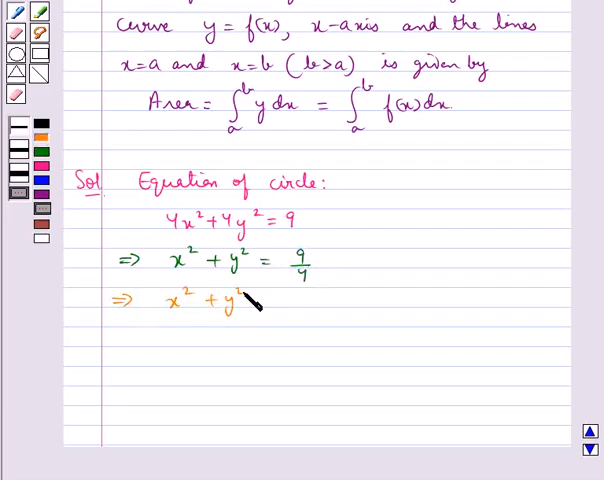 curve y = f(x), x-axis and the lines
x=a and x=b (b>a) is given by
Area = ∫ₐᵇ y dx = ∫ₐᵇ f(x) dx.
Sol Equation of circle:
4x² + 4y² = 9
⇒ x² + y² = 9/4
⇒ x² + y²